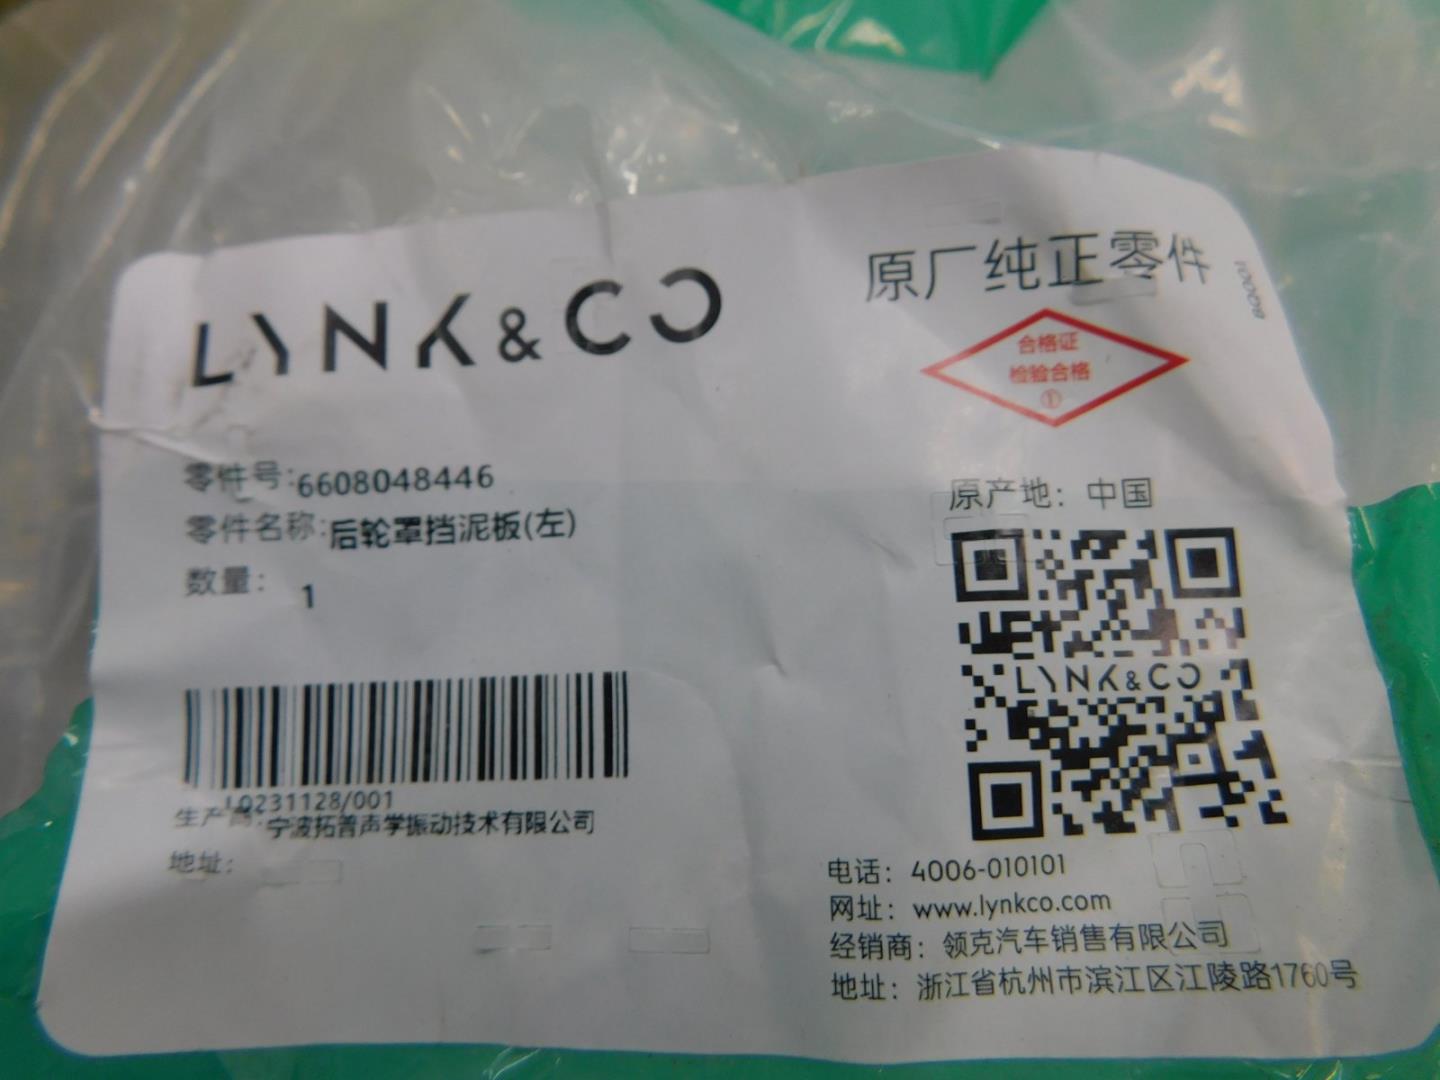 LYNK&CO
原厂纯正零件
合格证
检验合格
①
零件号:6608048446
零件名称:后轮罩挡泥板(左)
数量: 1
原产地: 中国
LYNK&CO
L0231128/001
生产商:宁波拓普声学振动技术有限公司
地址:
电话: 4006-010101
网址: www.lynkco.com
经销商: 领克汽车销售有限公司
地址: 浙江省杭州市滨江区江陵路1760号